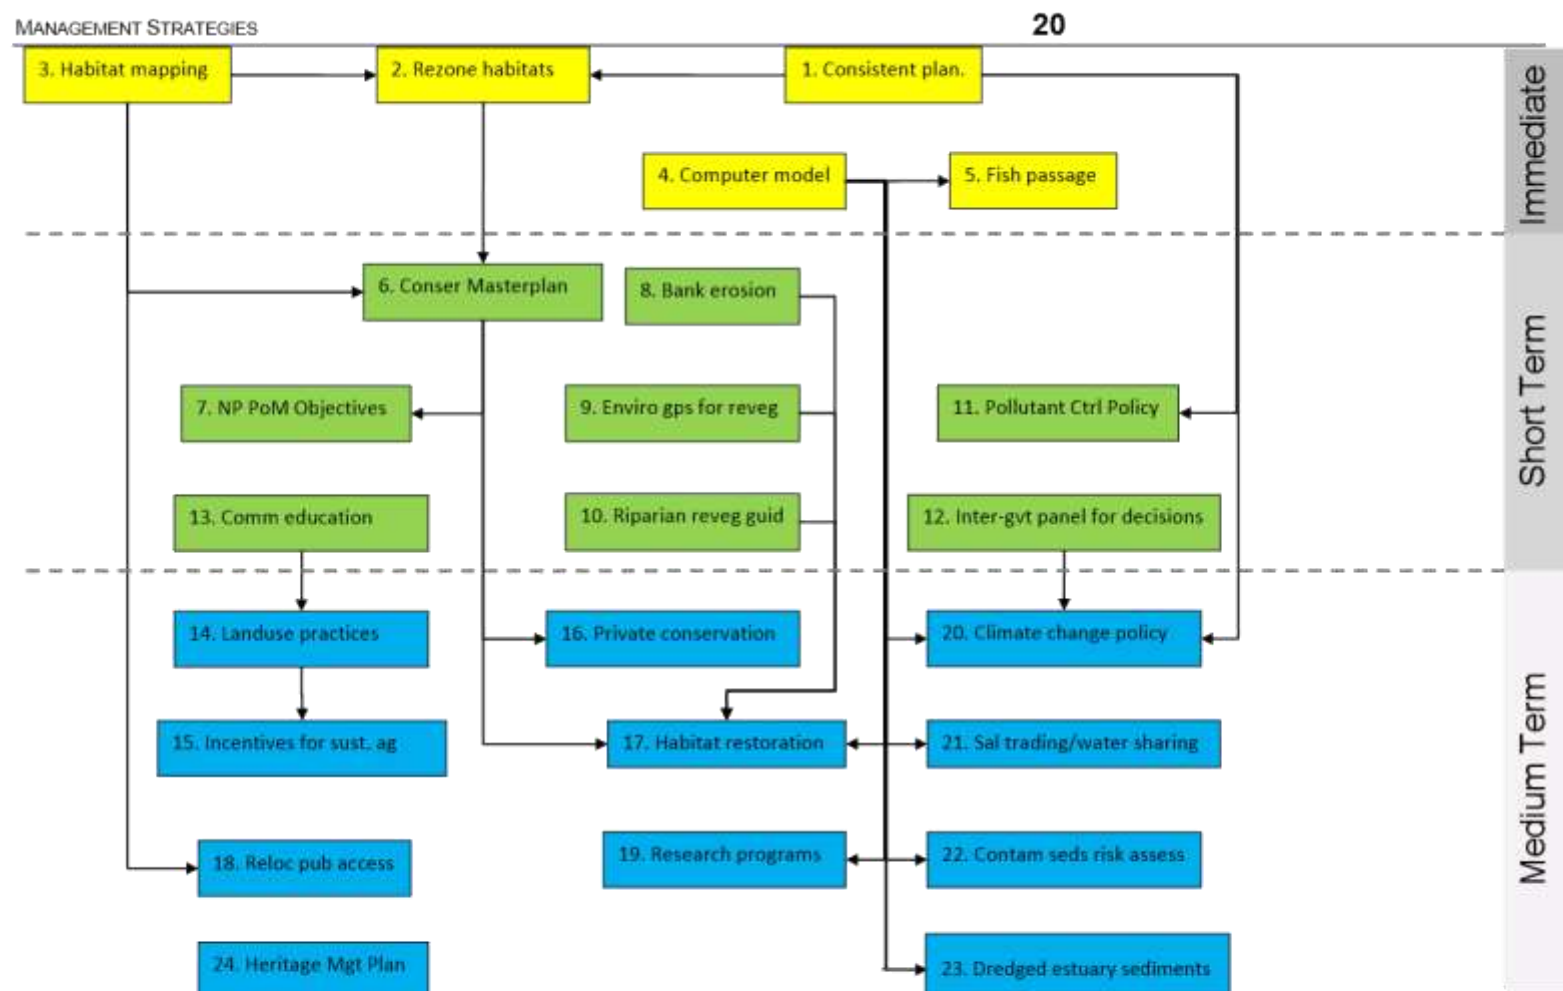 MANAGEMENT STRATEGIES
20
3. Habitat mapping
2. Rezone habitats
1. Consistent plan.
4. Computer model
5. Fish passage
Immediate
6. Conser Masterplan
8. Bank erosion
7. NP PoM Objectives
9. Enviro gps for reveg
11. Pollutant Ctrl Policy
13. Comm education
10. Riparian reveg guid
12. Inter-gvt panel for decisions
Short Term
14. Landuse practices
16. Private conservation
20. Climate change policy
15. Incentives for sust. ag
17. Habitat restoration
21. Sal trading/water sharing
18. Reloc pub access
19. Research programs
22. Contam seds risk assess
24. Heritage Mgt Plan
23. Dredged estuary sediments
Medium Term